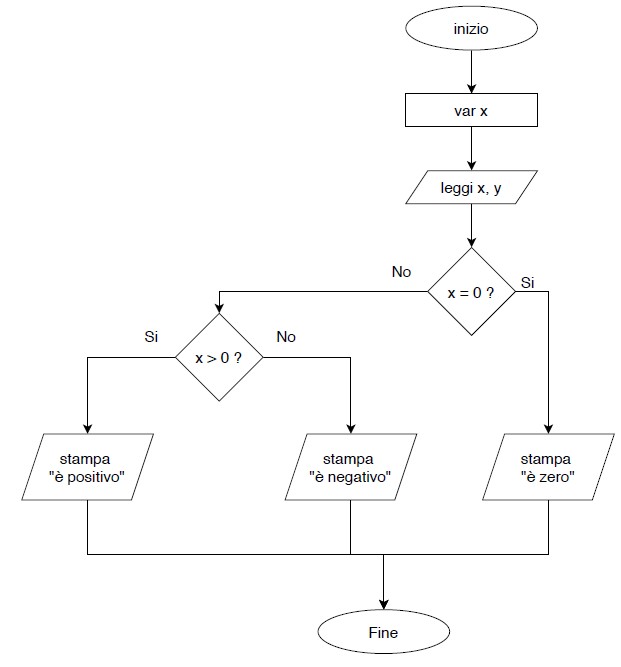 inizio
var x
leggi x, y
x = 0 ?
No
Si
x > 0 ?
Si
No
stampa
"è positivo"
stampa
"è negativo"
stampa
"è zero"
Fine